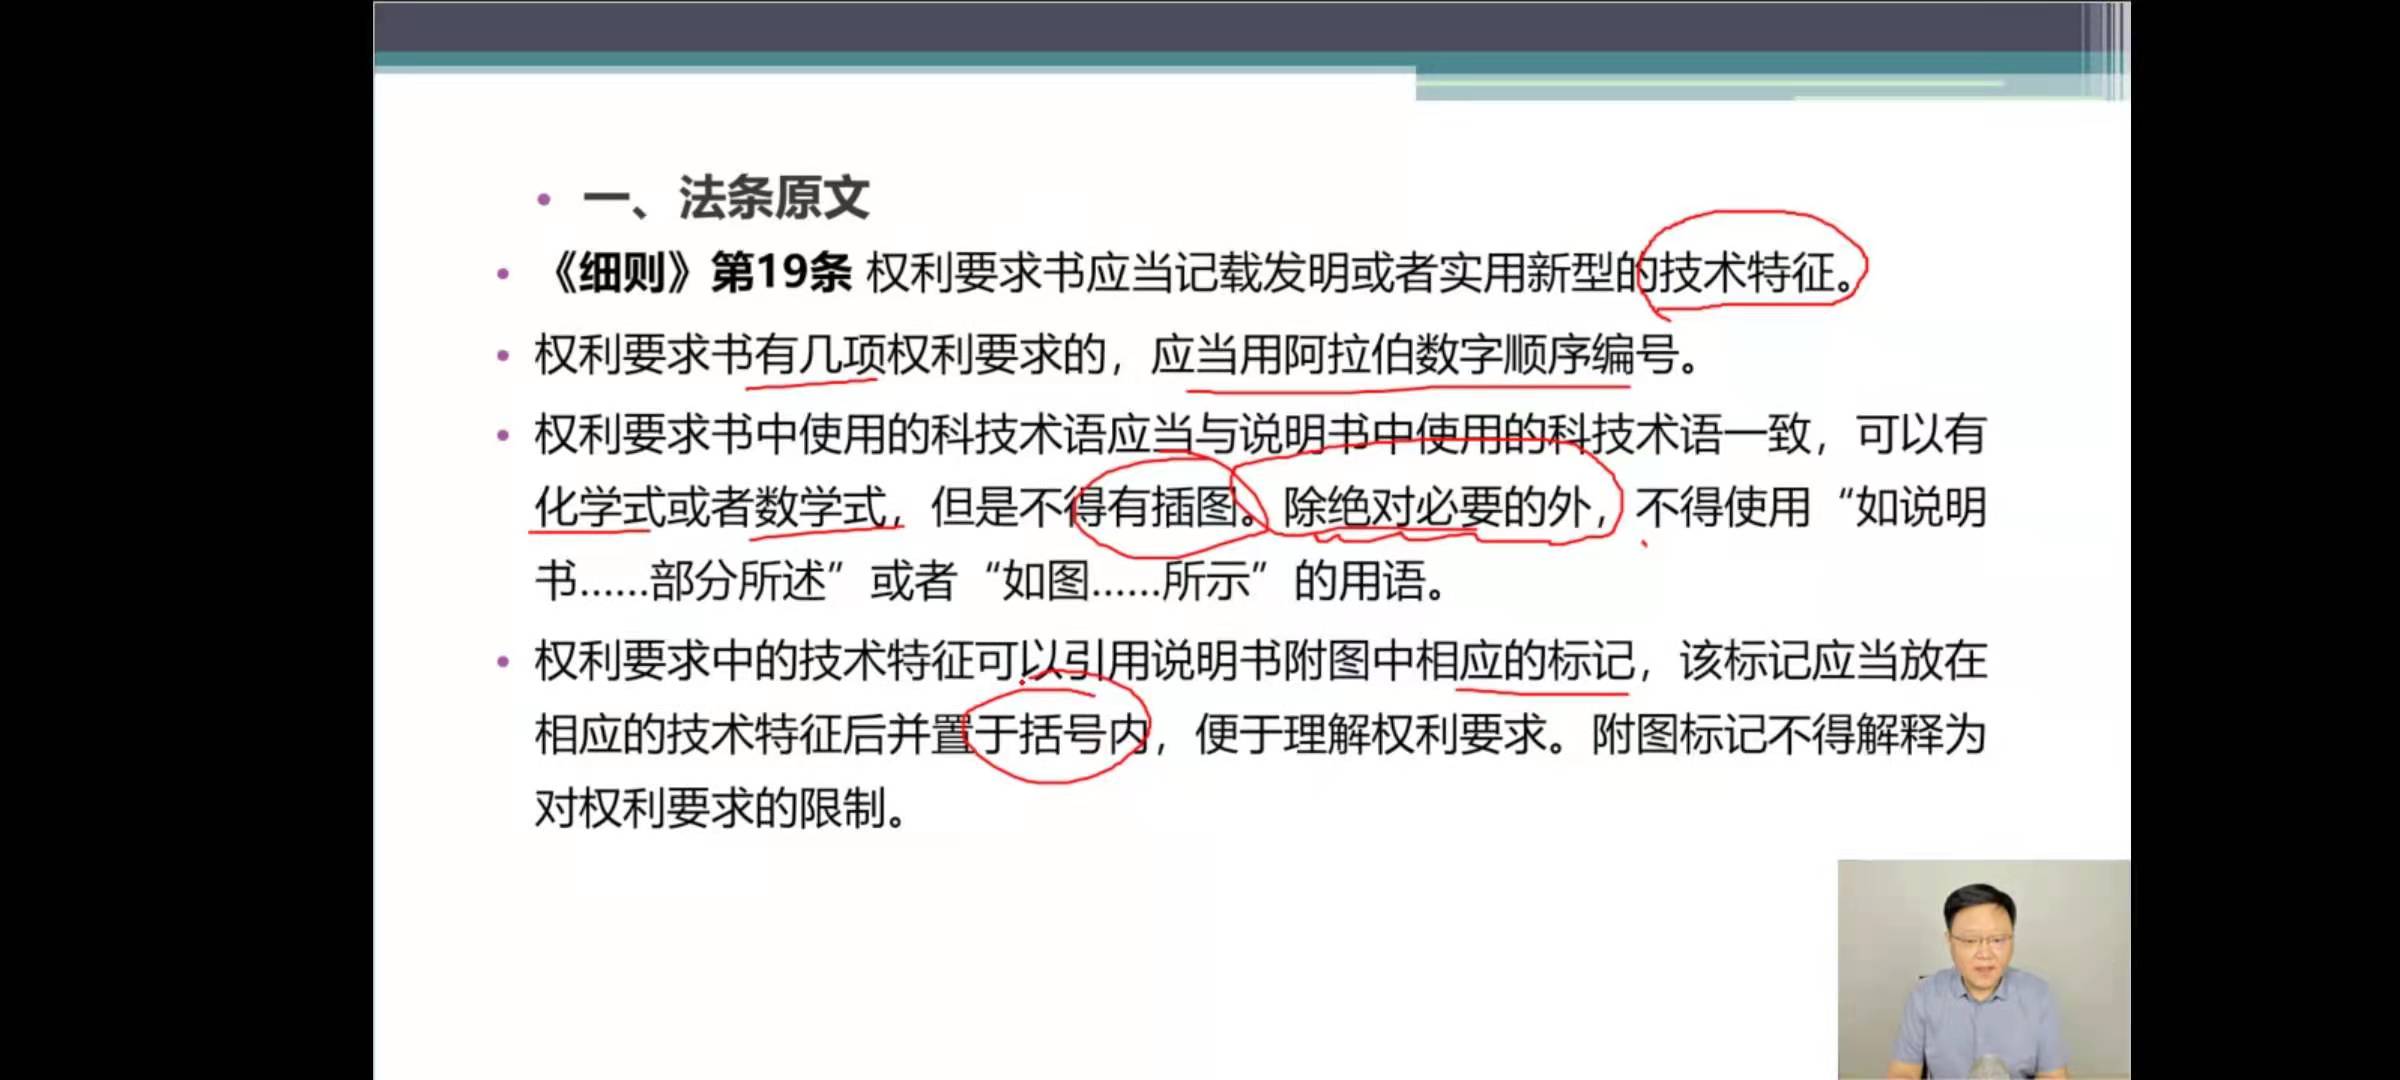 一、法条原文
《细则》第19条 权利要求书应当记载发明或者实用新型的技术特征。
权利要求书有几项权利要求的，应当用阿拉伯数字顺序编号。
权利要求书中使用的科技术语应当与说明书中使用的科技术语一致，可以有
化学式或者数学式，但是不得有插图。除绝对必要的外，不得使用“如说明
书……部分所述”或者“如图……所示”的用语。
权利要求中的技术特征可以引用说明书附图中相应的标记，该标记应当放在
相应的技术特征后并置于括号内，便于理解权利要求。附图标记不得解释为
对权利要求的限制。